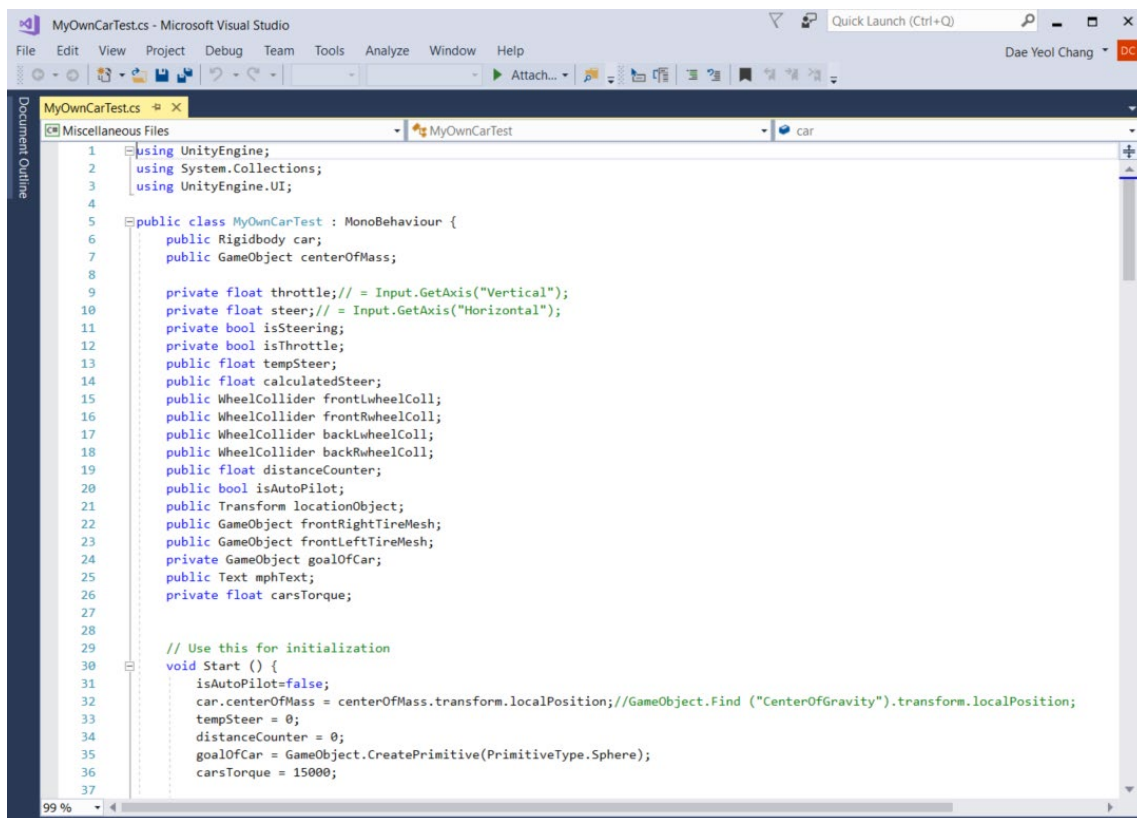 MyOwnCarTest.cs - Microsoft Visual Studio
Quick Launch (Ctrl+Q)
File Edit View Project Debug Team Tools Analyze Window Help
Dae Yeol Chang DC
Attach...
Document Outline
MyOwnCarTest.cs
C# Miscellaneous Files MyOwnCarTest car
1 using UnityEngine;
2 using System.Collections;
3 using UnityEngine.UI;
4
5 public class MyOwnCarTest : MonoBehaviour {
6 public Rigidbody car;
7 public GameObject centerOfMass;
8
9 private float throttle;// = Input.GetAxis("Vertical");
10 private float steer;// = Input.GetAxis("Horizontal");
11 private bool isSteering;
12 private bool isThrottle;
13 public float tempSteer;
14 public float calculatedSteer;
15 public WheelCollider frontLwheelColl;
16 public WheelCollider frontRwheelColl;
17 public WheelCollider backLwheelColl;
18 public WheelCollider backRwheelColl;
19 public float distanceCounter;
20 public bool isAutoPilot;
21 public Transform locationObject;
22 public GameObject frontRightTireMesh;
23 public GameObject frontLeftTireMesh;
24 private GameObject goalOfCar;
25 public Text mphText;
26 private float carsTorque;
27
28
29 // Use this for initialization
30 void Start () {
31 isAutoPilot=false;
32 car.centerOfMass = centerOfMass.transform.localPosition;//GameObject.Find ("CenterOfGravity").transform.localPosition;
33 tempSteer = 0;
34 distanceCounter = 0;
35 goalOfCar = GameObject.CreatePrimitive(PrimitiveType.Sphere);
36 carsTorque = 15000;
37
99 %